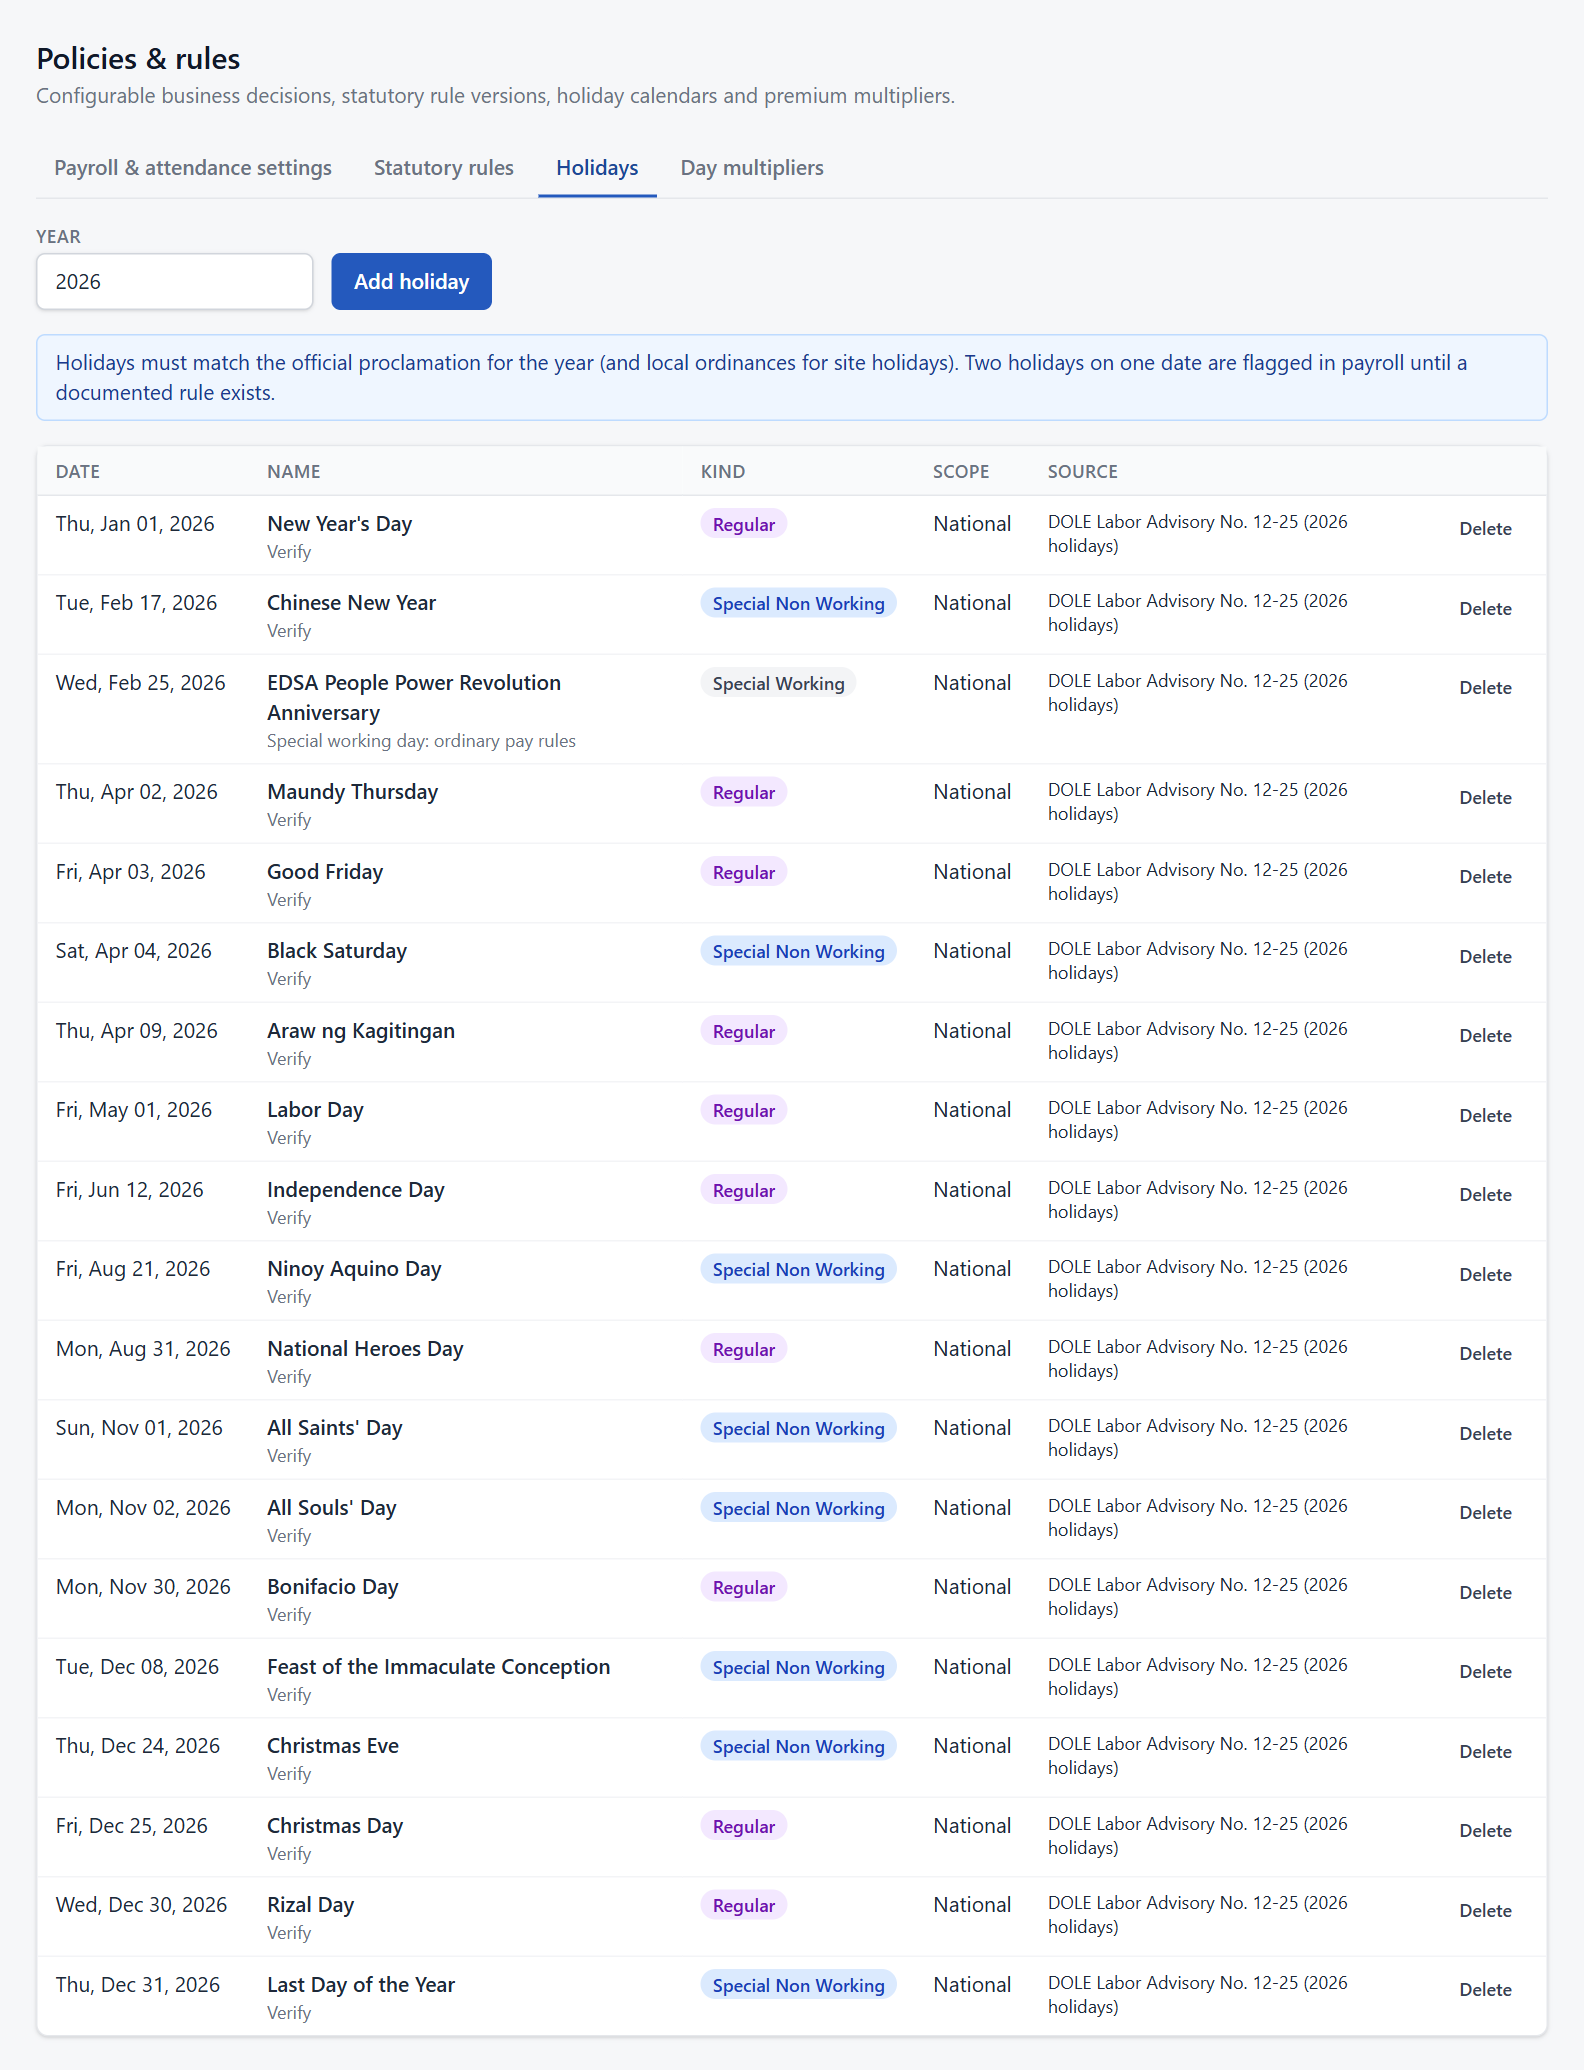 Policies & rules
Configurable business decisions, statutory rule versions, holiday calendars and premium multipliers.
Payroll & attendance settings Statutory rules Holidays Day multipliers
YEAR
2026 Add holiday
Holidays must match the official proclamation for the year (and local ordinances for site holidays). Two holidays on one date are flagged in payroll until a
documented rule exists.
DATE NAME KIND SCOPE SOURCE
Thu, Jan 01, 2026 New Year's Day Regular National DOLE Labor Advisory No. 12-25 (2026 Delete
Verify holidays)
Tue, Feb 17, 2026 Chinese New Year Special Non Working National DOLE Labor Advisory No. 12-25 (2026 Delete
Verify holidays)
Wed, Feb 25, 2026 EDSA People Power Revolution Special Working National DOLE Labor Advisory No. 12-25 (2026 Delete
Anniversary holidays)
Special working day: ordinary pay rules
Thu, Apr 02, 2026 Maundy Thursday Regular National DOLE Labor Advisory No. 12-25 (2026 Delete
Verify holidays)
Fri, Apr 03, 2026 Good Friday Regular National DOLE Labor Advisory No. 12-25 (2026 Delete
Verify holidays)
Sat, Apr 04, 2026 Black Saturday Special Non Working National DOLE Labor Advisory No. 12-25 (2026 Delete
Verify holidays)
Thu, Apr 09, 2026 Araw ng Kagitingan Regular National DOLE Labor Advisory No. 12-25 (2026 Delete
Verify holidays)
Fri, May 01, 2026 Labor Day Regular National DOLE Labor Advisory No. 12-25 (2026 Delete
Verify holidays)
Fri, Jun 12, 2026 Independence Day Regular National DOLE Labor Advisory No. 12-25 (2026 Delete
Verify holidays)
Fri, Aug 21, 2026 Ninoy Aquino Day Special Non Working National DOLE Labor Advisory No. 12-25 (2026 Delete
Verify holidays)
Mon, Aug 31, 2026 National Heroes Day Regular National DOLE Labor Advisory No. 12-25 (2026 Delete
Verify holidays)
Sun, Nov 01, 2026 All Saints' Day Special Non Working National DOLE Labor Advisory No. 12-25 (2026 Delete
Verify holidays)
Mon, Nov 02, 2026 All Souls' Day Special Non Working National DOLE Labor Advisory No. 12-25 (2026 Delete
Verify holidays)
Mon, Nov 30, 2026 Bonifacio Day Regular National DOLE Labor Advisory No. 12-25 (2026 Delete
Verify holidays)
Tue, Dec 08, 2026 Feast of the Immaculate Conception Special Non Working National DOLE Labor Advisory No. 12-25 (2026 Delete
Verify holidays)
Thu, Dec 24, 2026 Christmas Eve Special Non Working National DOLE Labor Advisory No. 12-25 (2026 Delete
Verify holidays)
Fri, Dec 25, 2026 Christmas Day Regular National DOLE Labor Advisory No. 12-25 (2026 Delete
Verify holidays)
Wed, Dec 30, 2026 Rizal Day Regular National DOLE Labor Advisory No. 12-25 (2026 Delete
Verify holidays)
Thu, Dec 31, 2026 Last Day of the Year Special Non Working National DOLE Labor Advisory No. 12-25 (2026 Delete
Verify holidays)